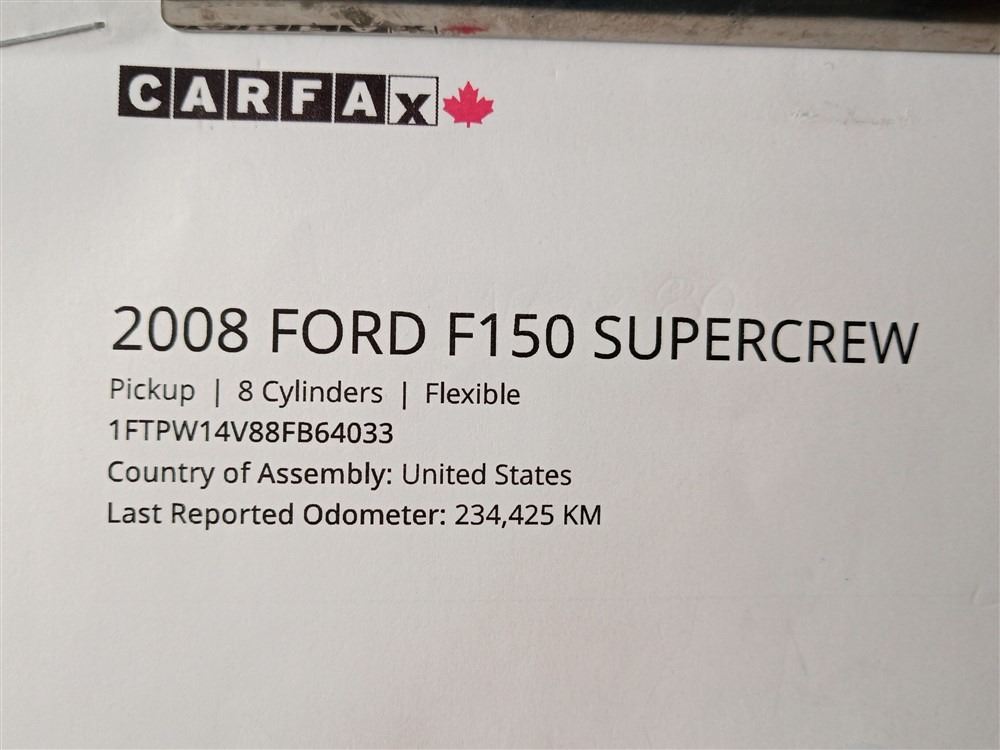 CARFAX
2008 FORD F150 SUPERCREW
Pickup | 8 Cylinders | Flexible
1FTPW14V88FB64033
Country of Assembly: United States
Last Reported Odometer: 234,425 KM